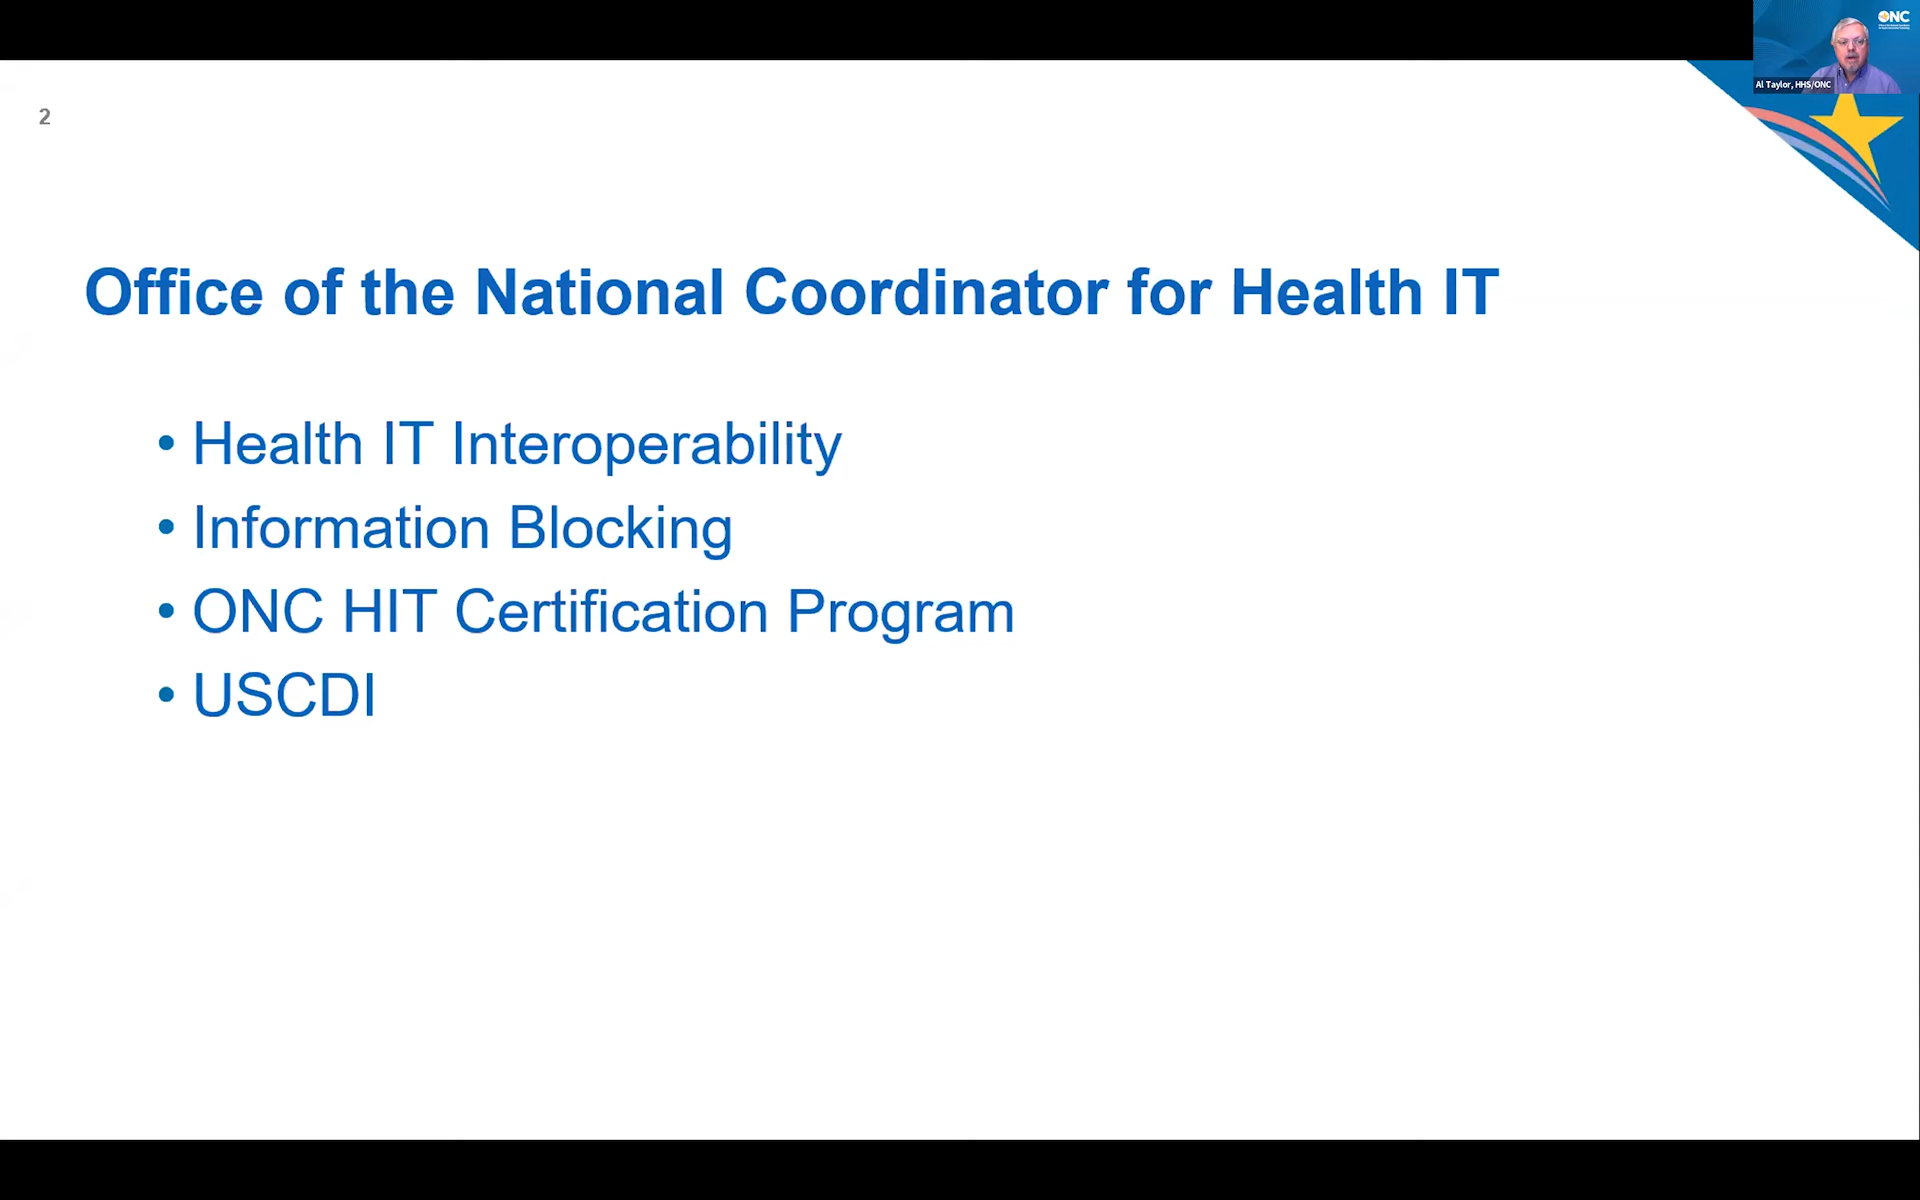 ONC
Al Taylor, HHS/ONC
2
Office of the National Coordinator for Health IT
• Health IT Interoperability
• Information Blocking
• ONC HIT Certification Program
• USCDI